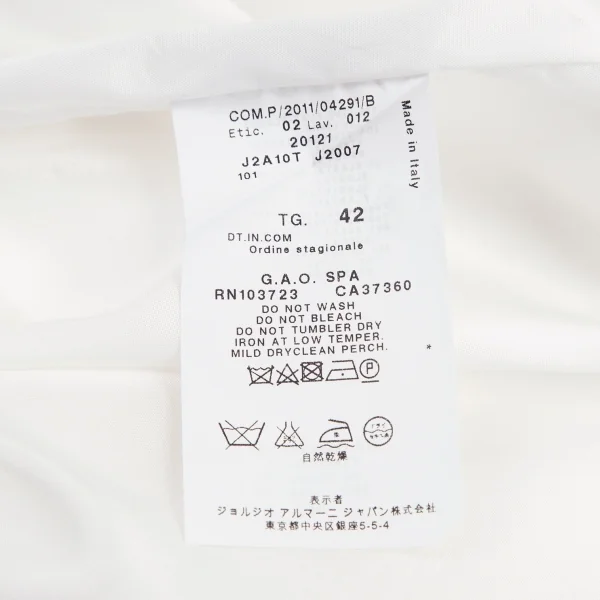 COM.P/2011/04291/B
Etic. 02 Lav. 012
20121
J2A10T J2007
101
Made in Italy
TG. 42
DT.IN.COM
Ordine stagionale
G.A.O. SPA
RN103723 CA37360
DO NOT WASH
DO NOT BLEACH
DO NOT TUMBLER DRY
IRON AT LOW TEMPER.
MILD DRYCLEAN PERCH. *
P
自然乾燥
表示者
ジョルジオ アルマーニ ジャパン株式会社
東京都中央区銀座5-5-4